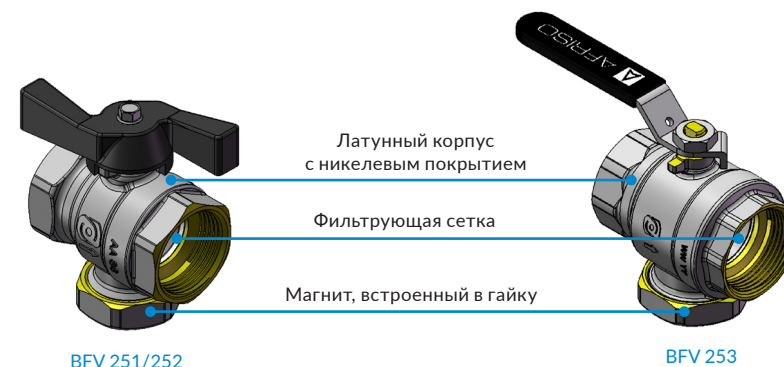 AFRISO
Латунный корпус
с никелевым покрытием
Фильтрующая сетка
Магнит, встроенный в гайку
BFV 251/252
BFV 253